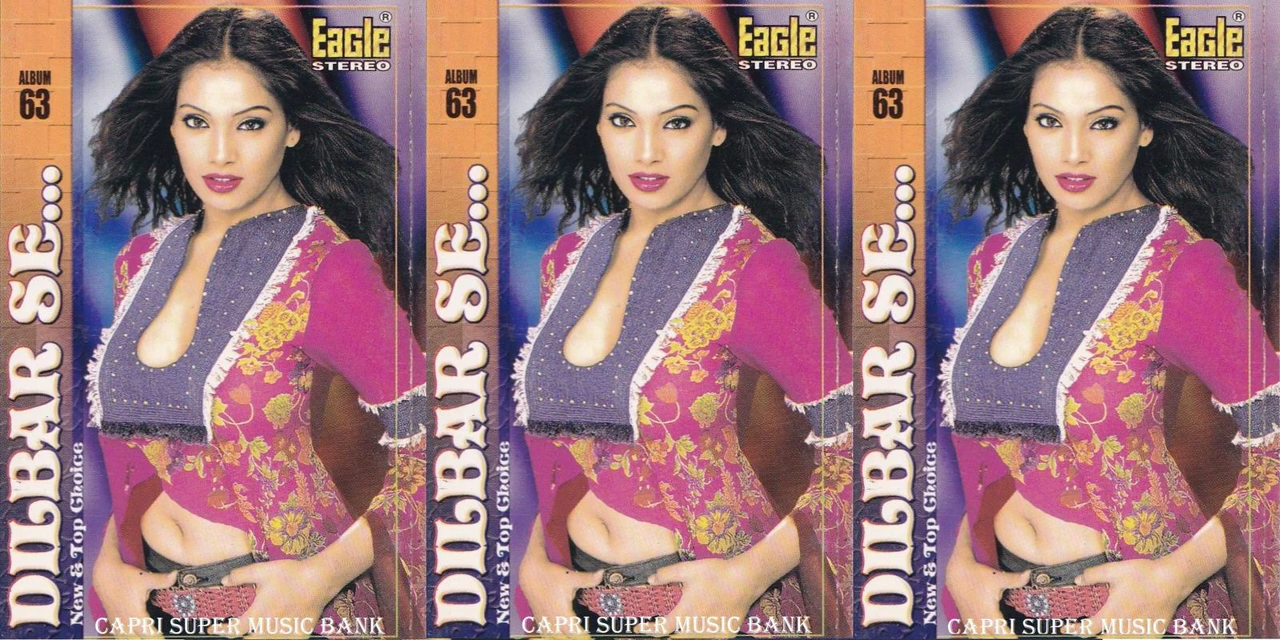 Eagle®
STEREO
ALBUM
63
DILBAR SE...
New & Top Choice
CAPRI SUPER MUSIC BANK
Eagle®
STEREO
ALBUM
63
DILBAR SE...
New & Top Choice
CAPRI SUPER MUSIC BANK
Eagle®
STEREO
ALBUM
63
DILBAR SE...
New & Top Choice
CAPRI SUPER MUSIC BANK